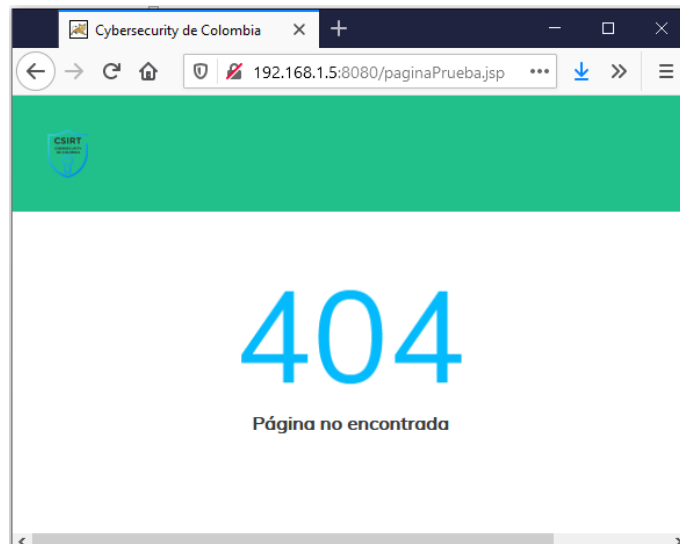 Cybersecurity de Colombia
192.168.1.5:8080/paginaPrueba.jsp
CSIRT
404
Página no encontrada